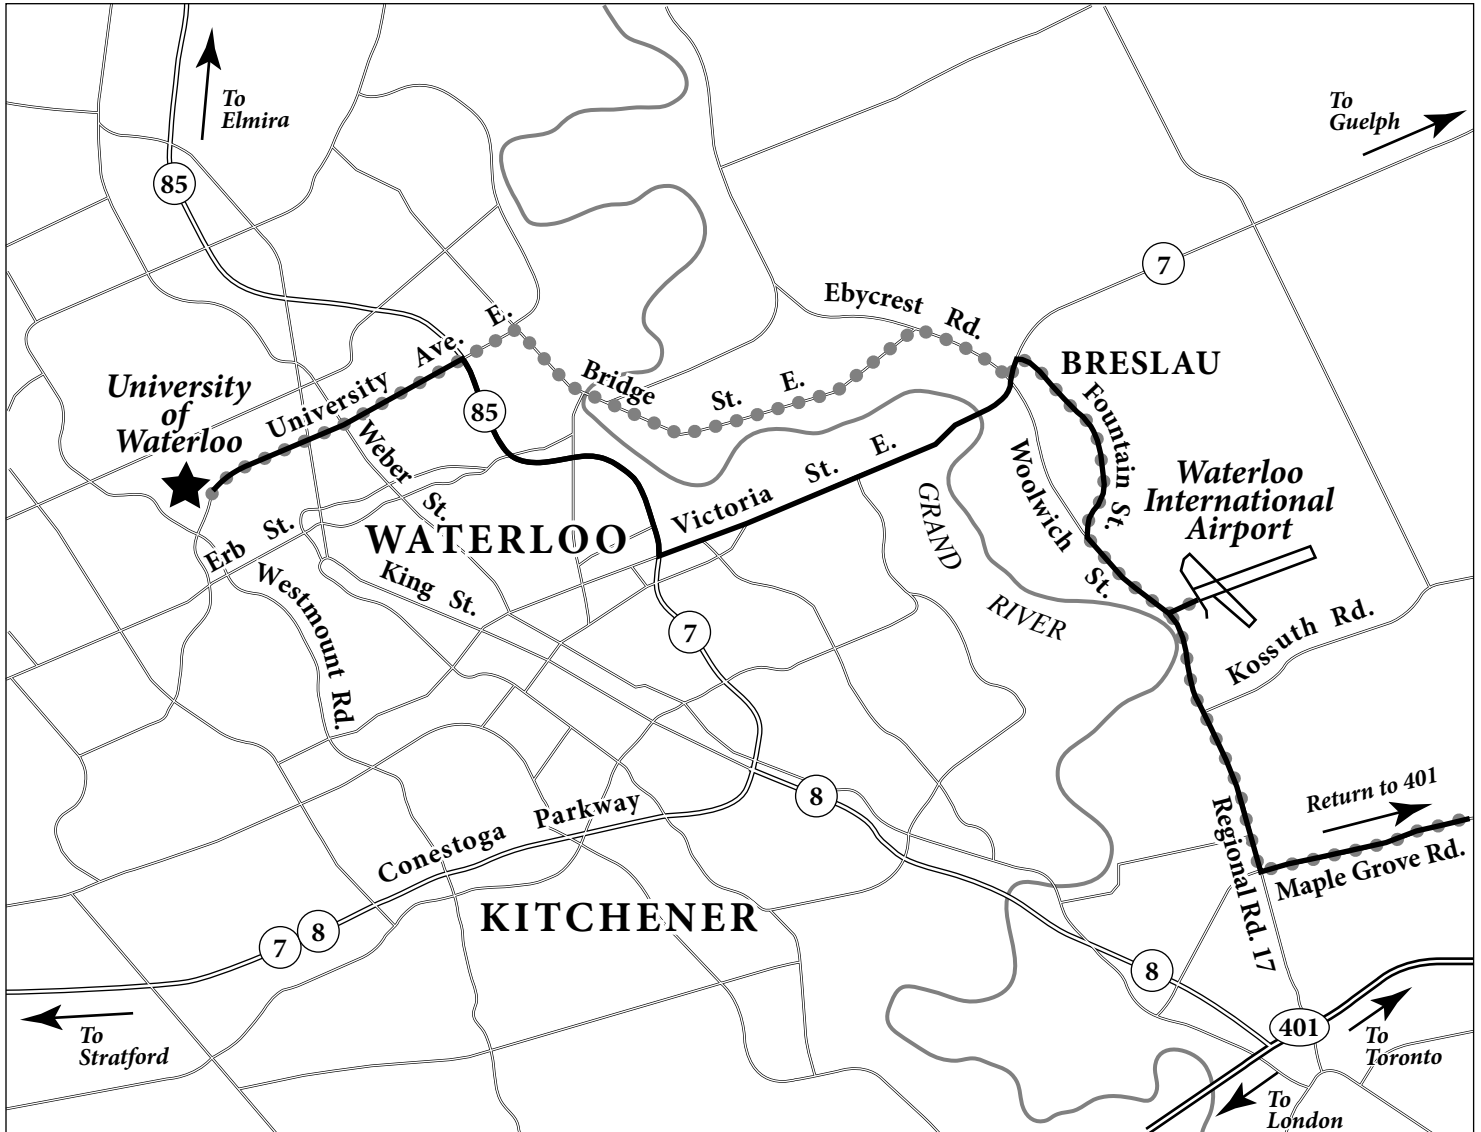 To
Elmira
To
Guelph
85
7
Ebycrest Rd.
University Ave. E.
BRESLAU
University
of
Waterloo
Bridge St. E.
85
Fountain St.
Weber St.
Victoria St. E.
Woolwich St.
Waterloo
International
Airport
GRAND RIVER
WATERLOO
Erb St.
King St.
Westmount Rd.
7
Kossuth Rd.
8
Return to 401
Conestoga Parkway
Regional Rd. 17
Maple Grove Rd.
KITCHENER
7
8
8
To
Stratford
401
To
Toronto
To
London